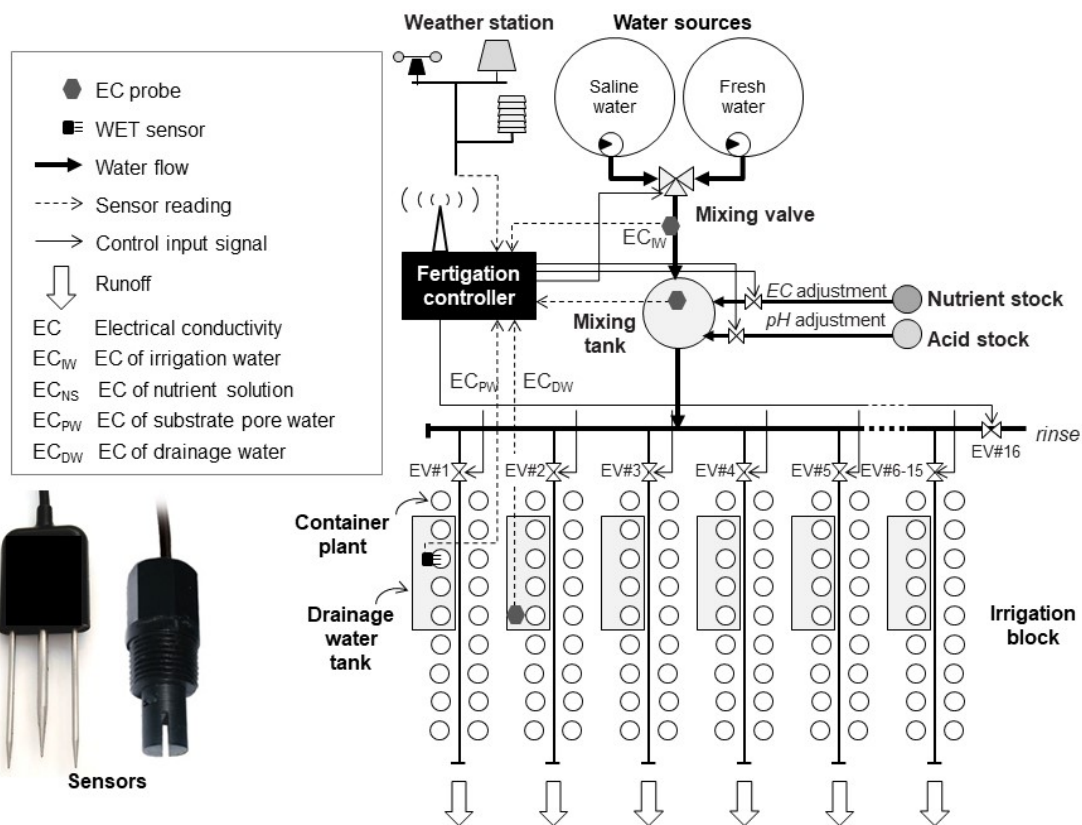 Weather station
Water sources
EC probe
WET sensor
Water flow
Sensor reading
Control input signal
Runoff
EC Electrical conductivity
EC_IW EC of irrigation water
EC_NS EC of nutrient solution
EC_PW EC of substrate pore water
EC_DW EC of drainage water
Saline
water
Fresh
water
Mixing valve
EC_IW
Fertigation
controller
Mixing
tank
EC adjustment
Nutrient stock
pH adjustment
Acid stock
EC_PW
EC_DW
rinse
EV#16
EV#1
EV#2
EV#3
EV#4
EV#5
EV#6-15
Container
plant
Drainage
water
tank
Irrigation
block
Sensors